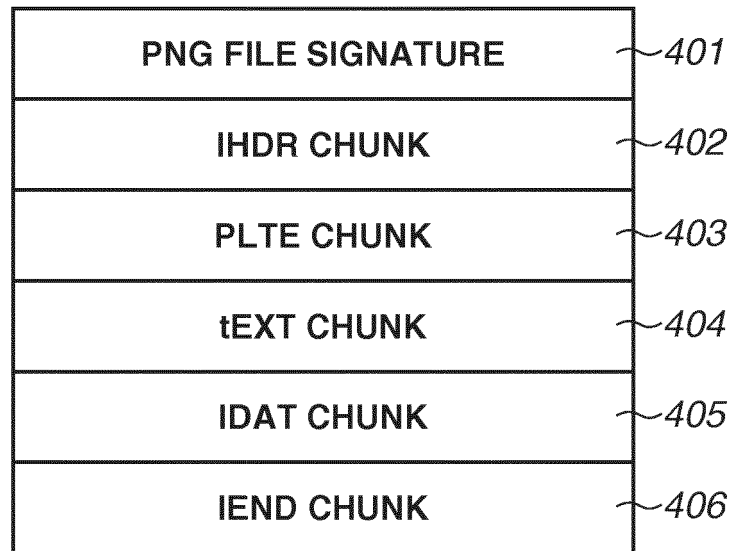 PNG FILE SIGNATURE 401
IHDR CHUNK 402
PLTE CHUNK 403
tEXT CHUNK 404
IDAT CHUNK 405
IEND CHUNK 406